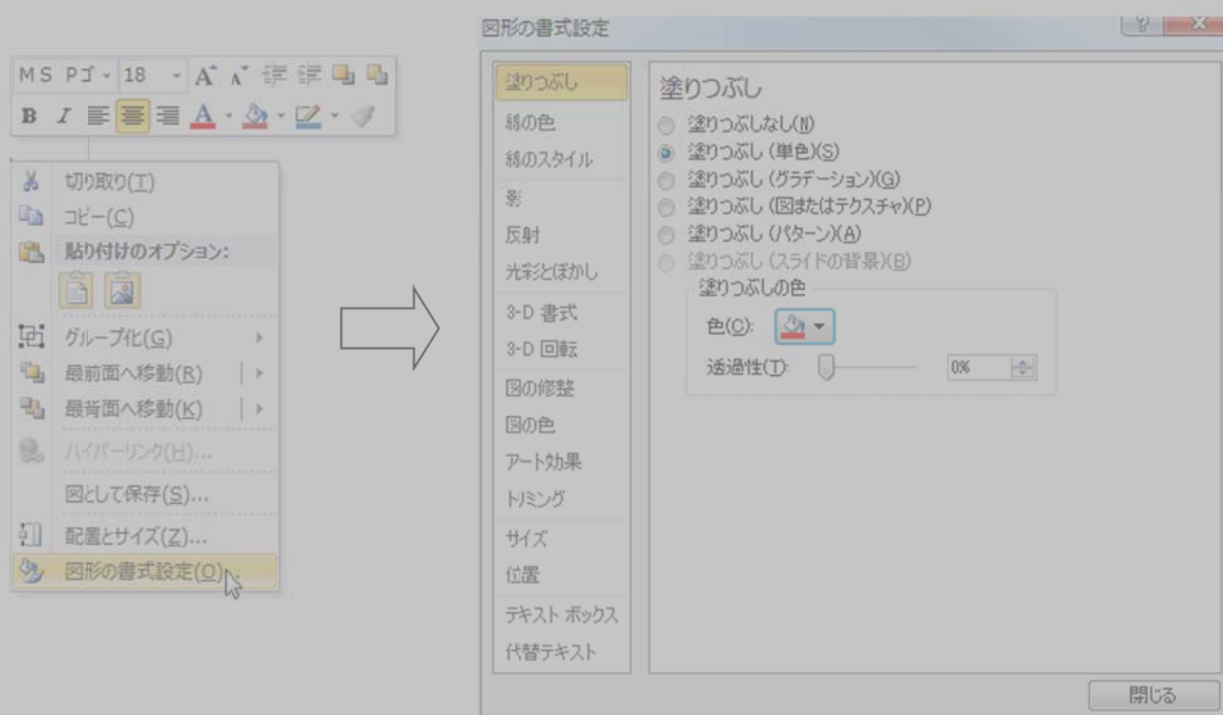 MS Pゴ 18 A A
B I A
切り取り(T)
コピー(C)
貼り付けのオプション:
グループ化(G)
最前面へ移動(R)
最背面へ移動(K)
ハイパーリンク(H)...
図として保存(S)...
配置とサイズ(Z)...
図形の書式設定(O)...
図形の書式設定
塗りつぶし
線の色
線のスタイル
影
反射
光彩とぼかし
3-D 書式
3-D 回転
図の修整
図の色
アート効果
トリミング
サイズ
位置
テキスト ボックス
代替テキスト
塗りつぶし
塗りつぶしなし(N)
塗りつぶし (単色)(S)
塗りつぶし (グラデーション)(G)
塗りつぶし (図またはテクスチャ)(P)
塗りつぶし (パターン)(A)
塗りつぶし (スライドの背景)(B)
塗りつぶしの色
色(C):
透過性(T): 0%
閉じる